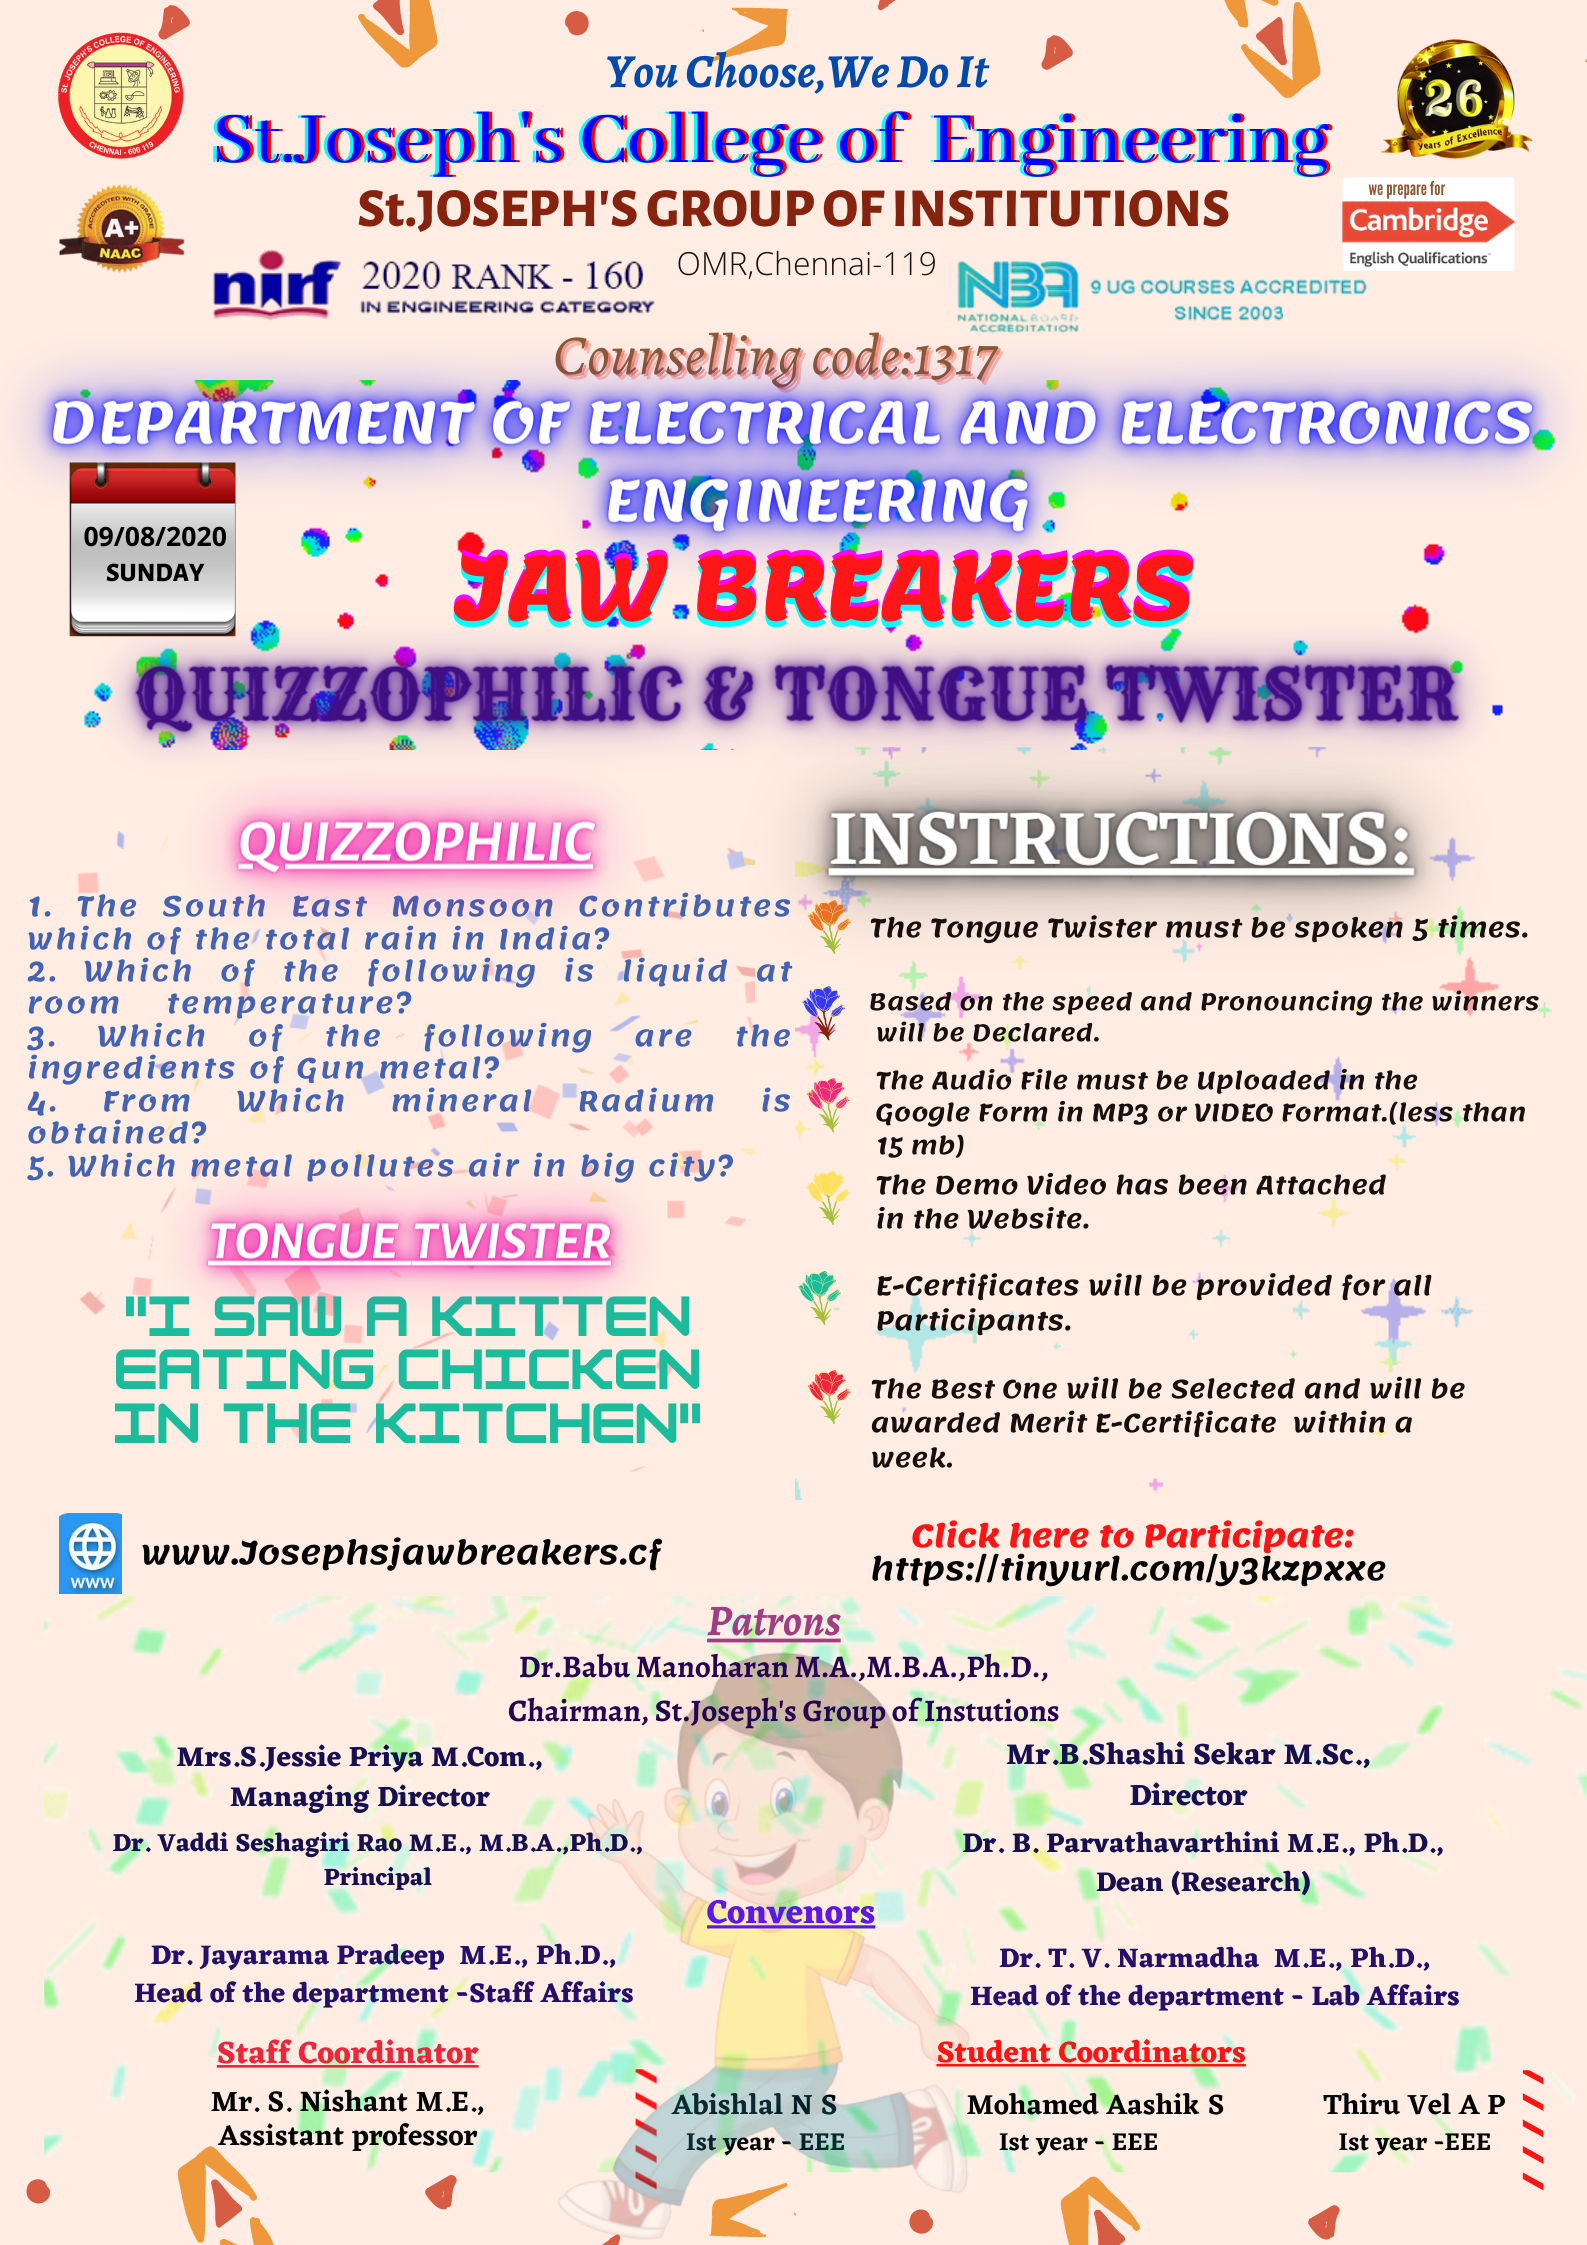 You Choose,We Do It
St.Joseph's College of Engineering
St.JOSEPH'S GROUP OF INSTITUTIONS
OMR,Chennai-119
St. JOSEPH'S COLLEGE OF ENGINEERING
CHENNAI - 600 119
26
Years of Excellence
ACCREDITED WITH GRADE
A+
NAAC
we prepare for
Cambridge
English Qualifications
nirf
2020 RANK - 160
IN ENGINEERING CATEGORY
NBA
NATIONAL BOARD
ACCREDITATION
9 UG COURSES ACCREDITED
SINCE 2003
Counselling code:1317
DEPARTMENT OF ELECTRICAL AND ELECTRONICS
ENGINEERING
09/08/2020
SUNDAY
JAW BREAKERS
QUIZZOPHILIC & TONGUE TWISTER
QUIZZOPHILIC
1. The South East Monsoon Contributes
which of the total rain in India?
2. Which of the following is liquid at
room temperature?
3. Which of the following are the
ingredients of Gun metal?
4. From Which mineral Radium is
obtained?
5. Which metal pollutes air in big city?
TONGUE TWISTER
"I SAW A KITTEN
EATING CHICKEN
IN THE KITCHEN"
INSTRUCTIONS:
The Tongue Twister must be spoken 5 times.
Based on the speed and Pronouncing the winners
will be Declared.
The Audio File must be Uploaded in the
Google Form in MP3 or VIDEO Format.(less than
15 mb)
The Demo Video has been Attached
in the Website.
E-Certificates will be provided for all
Participants.
The Best One will be Selected and will be
awarded Merit E-Certificate within a
week.
WWW
www.Josephsjawbreakers.cf
Click here to Participate:
https://tinyurl.com/y3kzpxxe
Patrons
Dr.Babu Manoharan M.A.,M.B.A.,Ph.D.,
Chairman, St.Joseph's Group of Instutions
Mrs.S.Jessie Priya M.Com.,
Managing Director
Mr.B.Shashi Sekar M.Sc.,
Director
Dr. Vaddi Seshagiri Rao M.E., M.B.A.,Ph.D.,
Principal
Dr. B. Parvathavarthini M.E., Ph.D.,
Dean (Research)
Convenors
Dr. Jayarama Pradeep M.E., Ph.D.,
Head of the department -Staff Affairs
Dr. T. V. Narmadha M.E., Ph.D.,
Head of the department - Lab Affairs
Staff Coordinator
Mr. S. Nishant M.E.,
Assistant professor
Student Coordinators
Abishlal N S
Ist year - EEE
Mohamed Aashik S
Ist year - EEE
Thiru Vel A P
Ist year -EEE